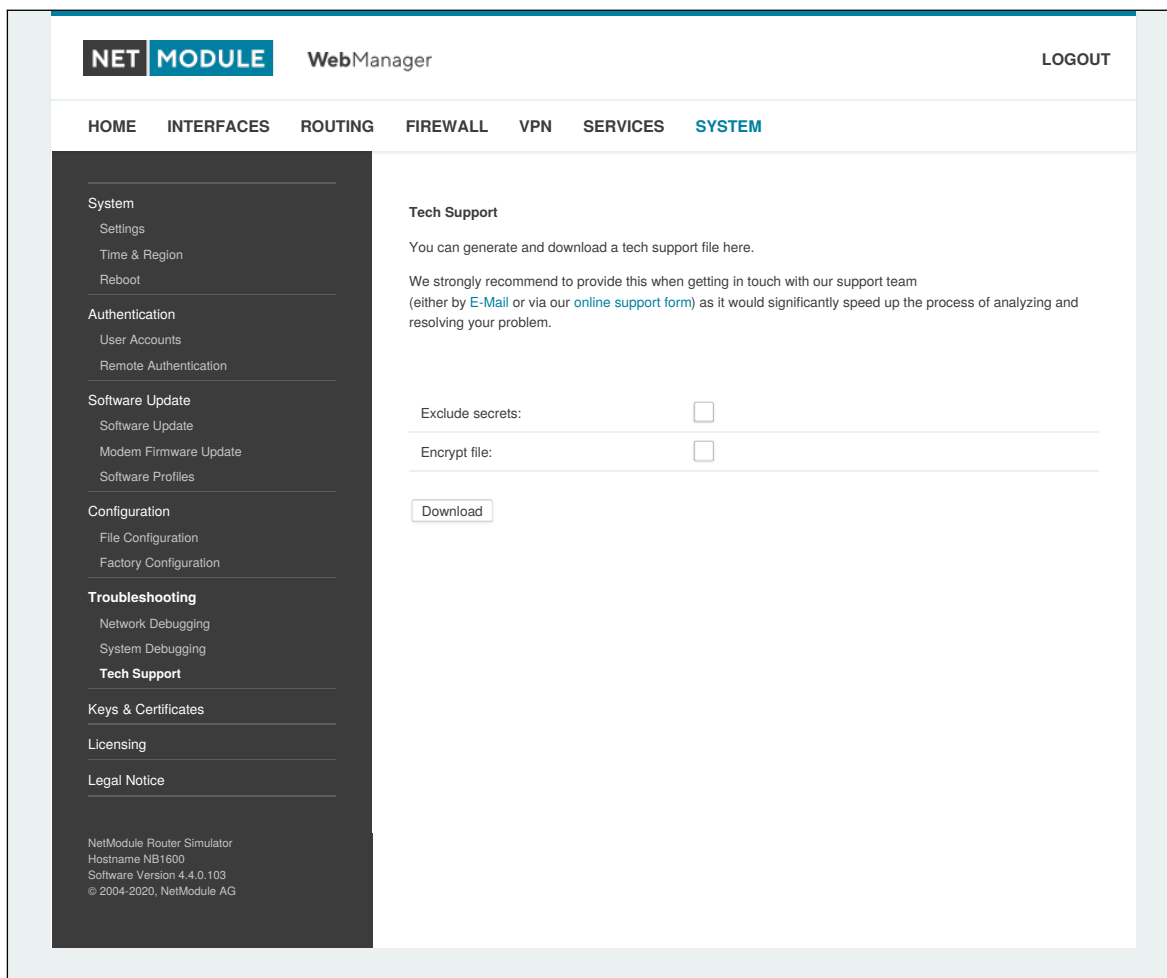 NET MODULE WebManager LOGOUT
HOME INTERFACES ROUTING FIREWALL VPN SERVICES SYSTEM
System
Settings
Time & Region
Reboot
Authentication
User Accounts
Remote Authentication
Software Update
Software Update
Modem Firmware Update
Software Profiles
Configuration
File Configuration
Factory Configuration
Troubleshooting
Network Debugging
System Debugging
Tech Support
Keys & Certificates
Licensing
Legal Notice
NetModule Router Simulator
Hostname NB1600
Software Version 4.4.0.103
© 2004-2020, NetModule AG
Tech Support
You can generate and download a tech support file here.
We strongly recommend to provide this when getting in touch with our support team
(either by E-Mail or via our online support form) as it would significantly speed up the process of analyzing and
resolving your problem.
Exclude secrets:
Encrypt file:
Download